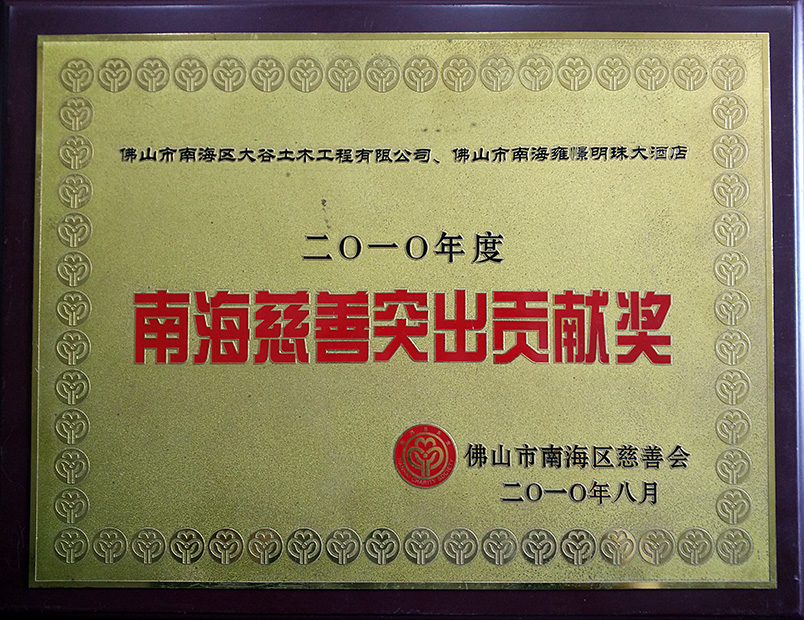 佛山市南海区大谷土木工程有限公司、佛山市南海雍憬明珠大酒店
二〇一〇年度
南海慈善突出贡献奖
佛山市南海区慈善会
二〇一〇年八月